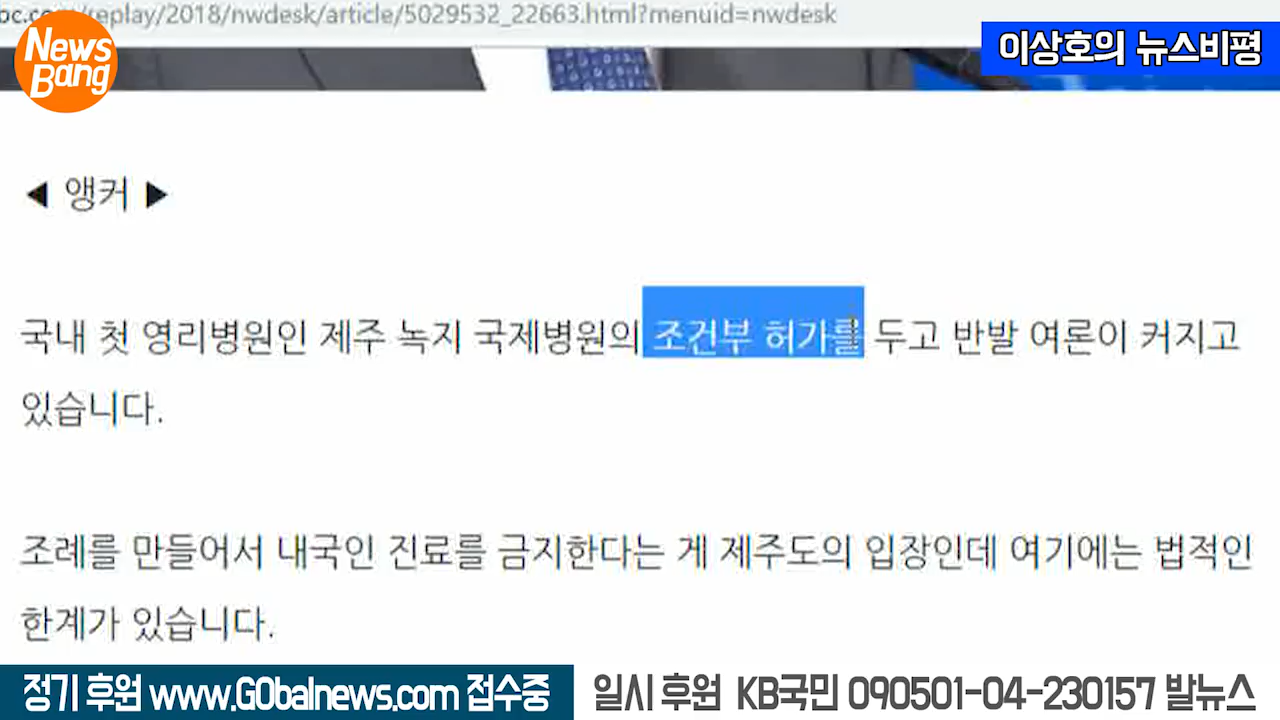 oc.com/replay/2018/nwdesk/article/5029532_22663.html?menuid=nwdesk
News
Bang
이상호의 뉴스비평
◀ 앵커 ▶
국내 첫 영리병원인 제주 녹지 국제병원의 조건부 허가를 두고 반발 여론이 커지고
있습니다.
조례를 만들어서 내국인 진료를 금지한다는 게 제주도의 입장인데 여기에는 법적인
한계가 있습니다.
정기 후원 www.GObalnews.com 접수중
일시 후원 KB국민 090501-04-230157 발뉴스